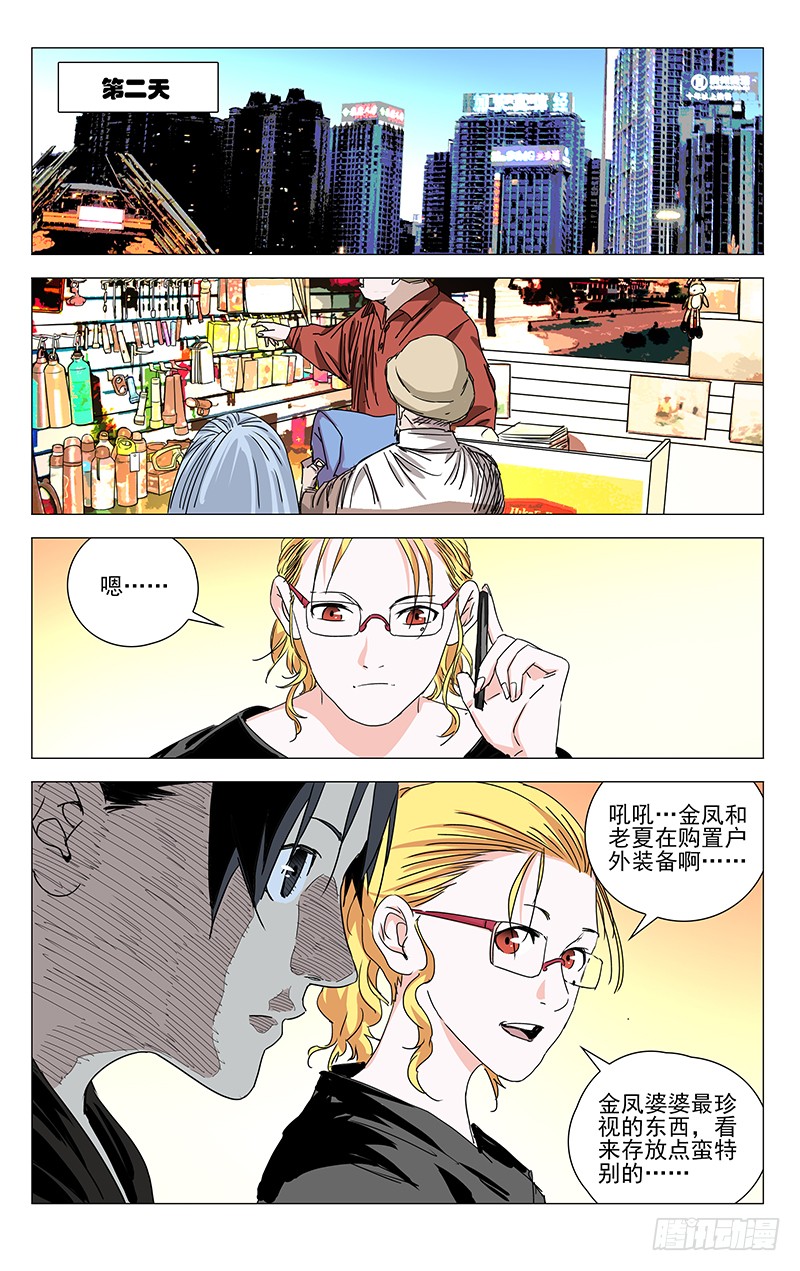 第二天
嗯……
吼吼…金凤和
老夏在购置户
外装备啊……
金凤婆婆最珍
视的东西，看
来存放点蛮特
别的……
腾讯动漫